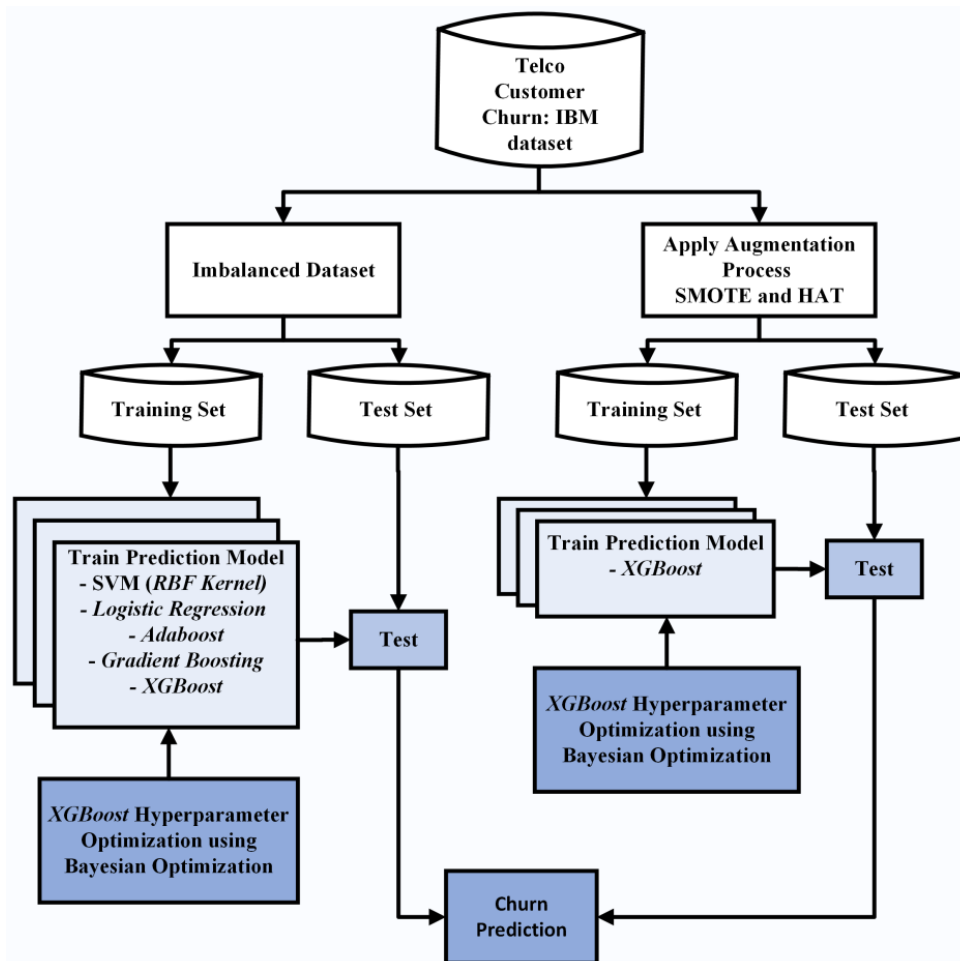 Telco
Customer
Churn: IBM
dataset
Imbalanced Dataset
Apply Augmentation
Process
SMOTE and HAT
Training Set
Test Set
Training Set
Test Set
Train Prediction Model
- SVM (RBF Kernel)
- Logistic Regression
- Adaboost
- Gradient Boosting
- XGBoost
Test
Train Prediction Model
- XGBoost
Test
XGBoost Hyperparameter
Optimization using
Bayesian Optimization
XGBoost Hyperparameter
Optimization using
Bayesian Optimization
Churn
Prediction